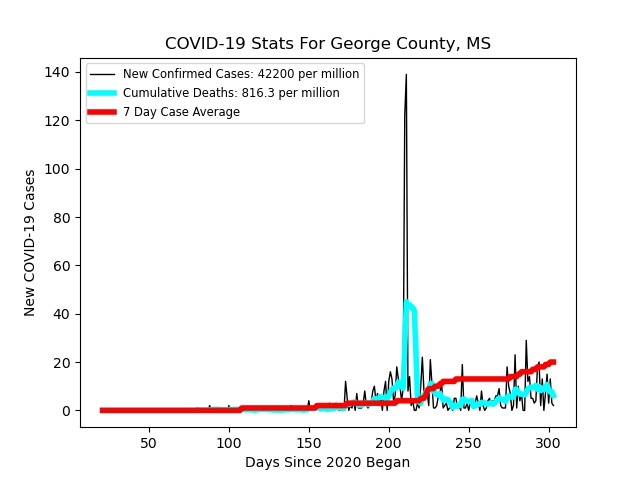 COVID-19 Stats For George County, MS
New Confirmed Cases: 42200 per million
Cumulative Deaths: 816.3 per million
7 Day Case Average
New COVID-19 Cases
140
120
100
80
60
40
20
0
50 100 150 200 250 300
Days Since 2020 Began